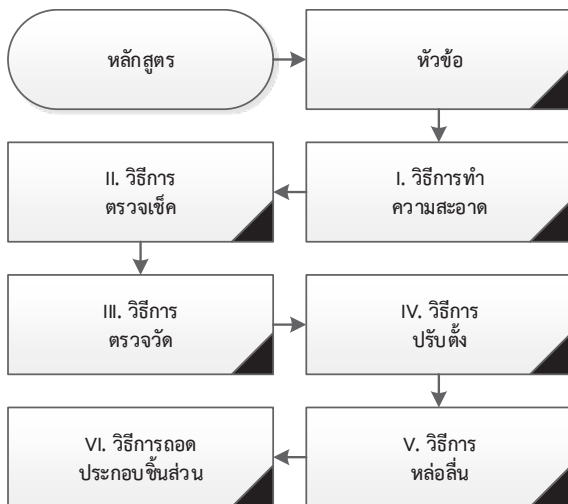 หลักสูตร
หัวข้อ
I. วิธีการทำ
ความสะอาด
II. วิธีการ
ตรวจเช็ค
III. วิธีการ
ตรวจวัด
IV. วิธีการ
ปรับตั้ง
V. วิธีการ
หล่อลื่น
VI. วิธีการถอด
ประกอบชิ้นส่วน